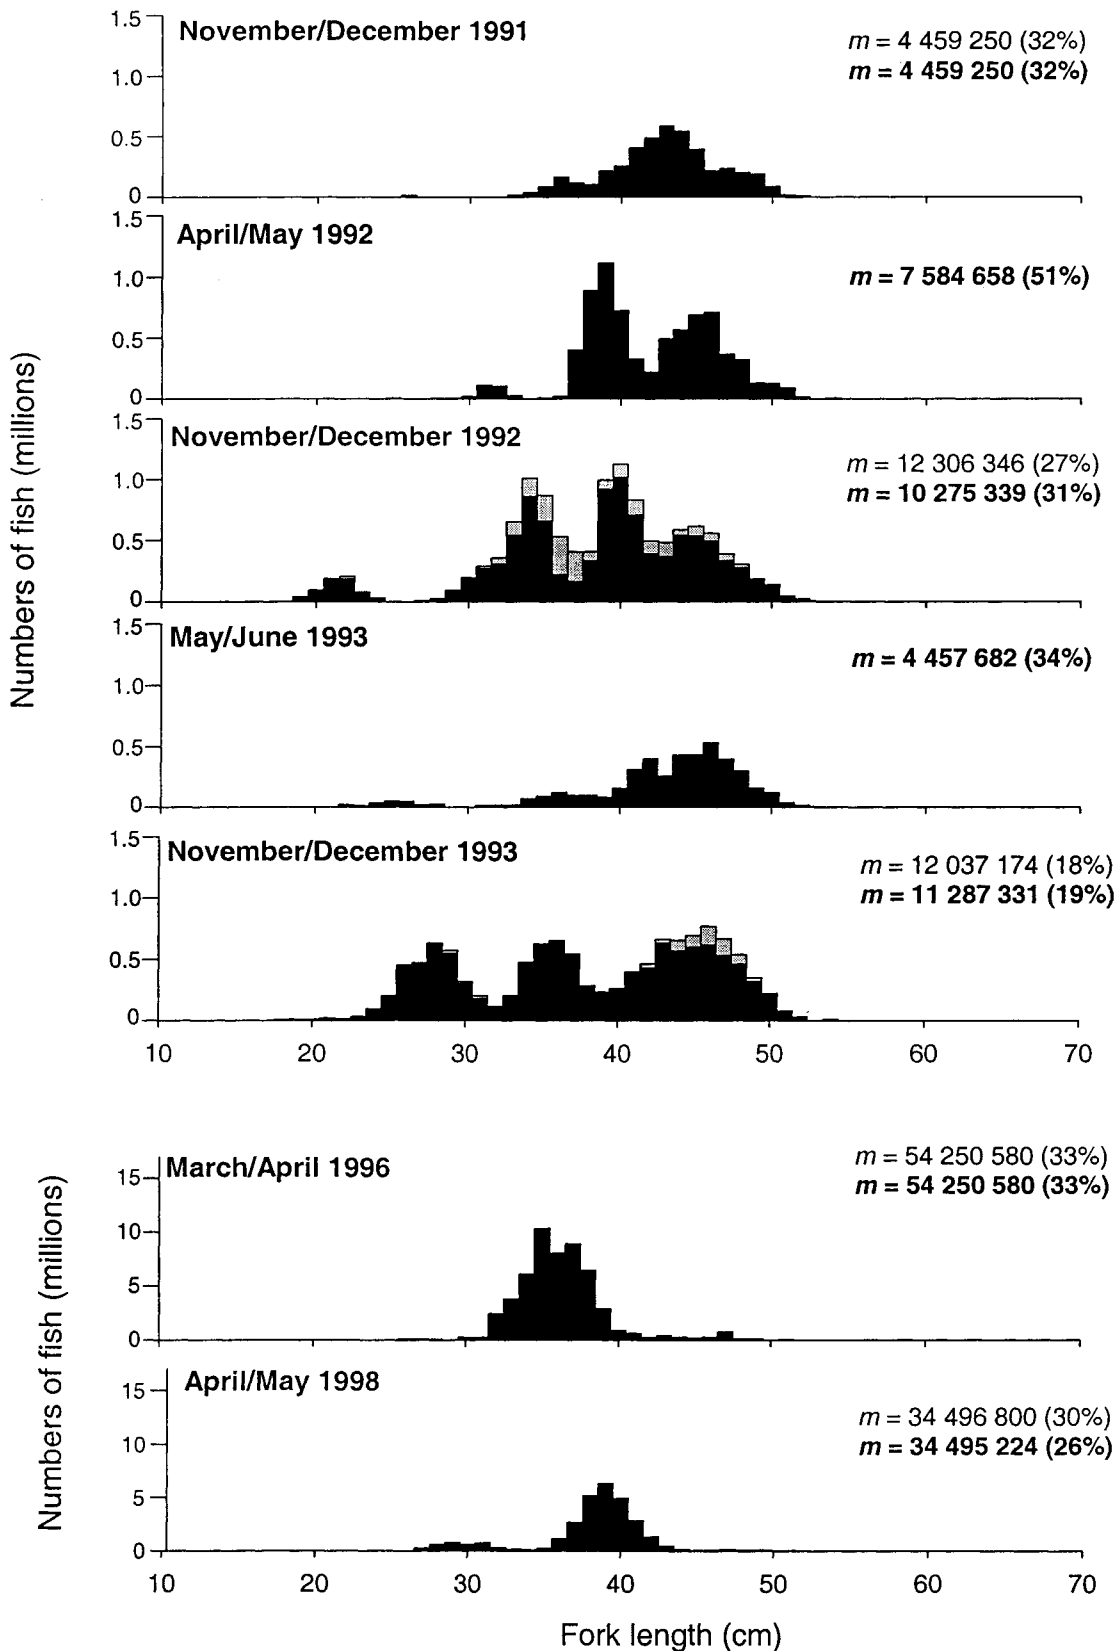 November/December 1991
m = 4 459 250 (32%)
m = 4 459 250 (32%)
1.5
1.0
0.5
0
April/May 1992
m = 7 584 658 (51%)
1.5
1.0
0.5
0
November/December 1992
m = 12 306 346 (27%)
m = 10 275 339 (31%)
1.5
1.0
0.5
0
May/June 1993
m = 4 457 682 (34%)
1.5
1.0
0.5
0
November/December 1993
m = 12 037 174 (18%)
m = 11 287 331 (19%)
1.5
1.0
0.5
0
10 20 30 40 50 60 70
Numbers of fish (millions)
March/April 1996
m = 54 250 580 (33%)
m = 54 250 580 (33%)
15
10
5
0
April/May 1998
m = 34 496 800 (30%)
m = 34 495 224 (26%)
15
10
5
0
10 20 30 40 50 60 70
Numbers of fish (millions)
Fork length (cm)